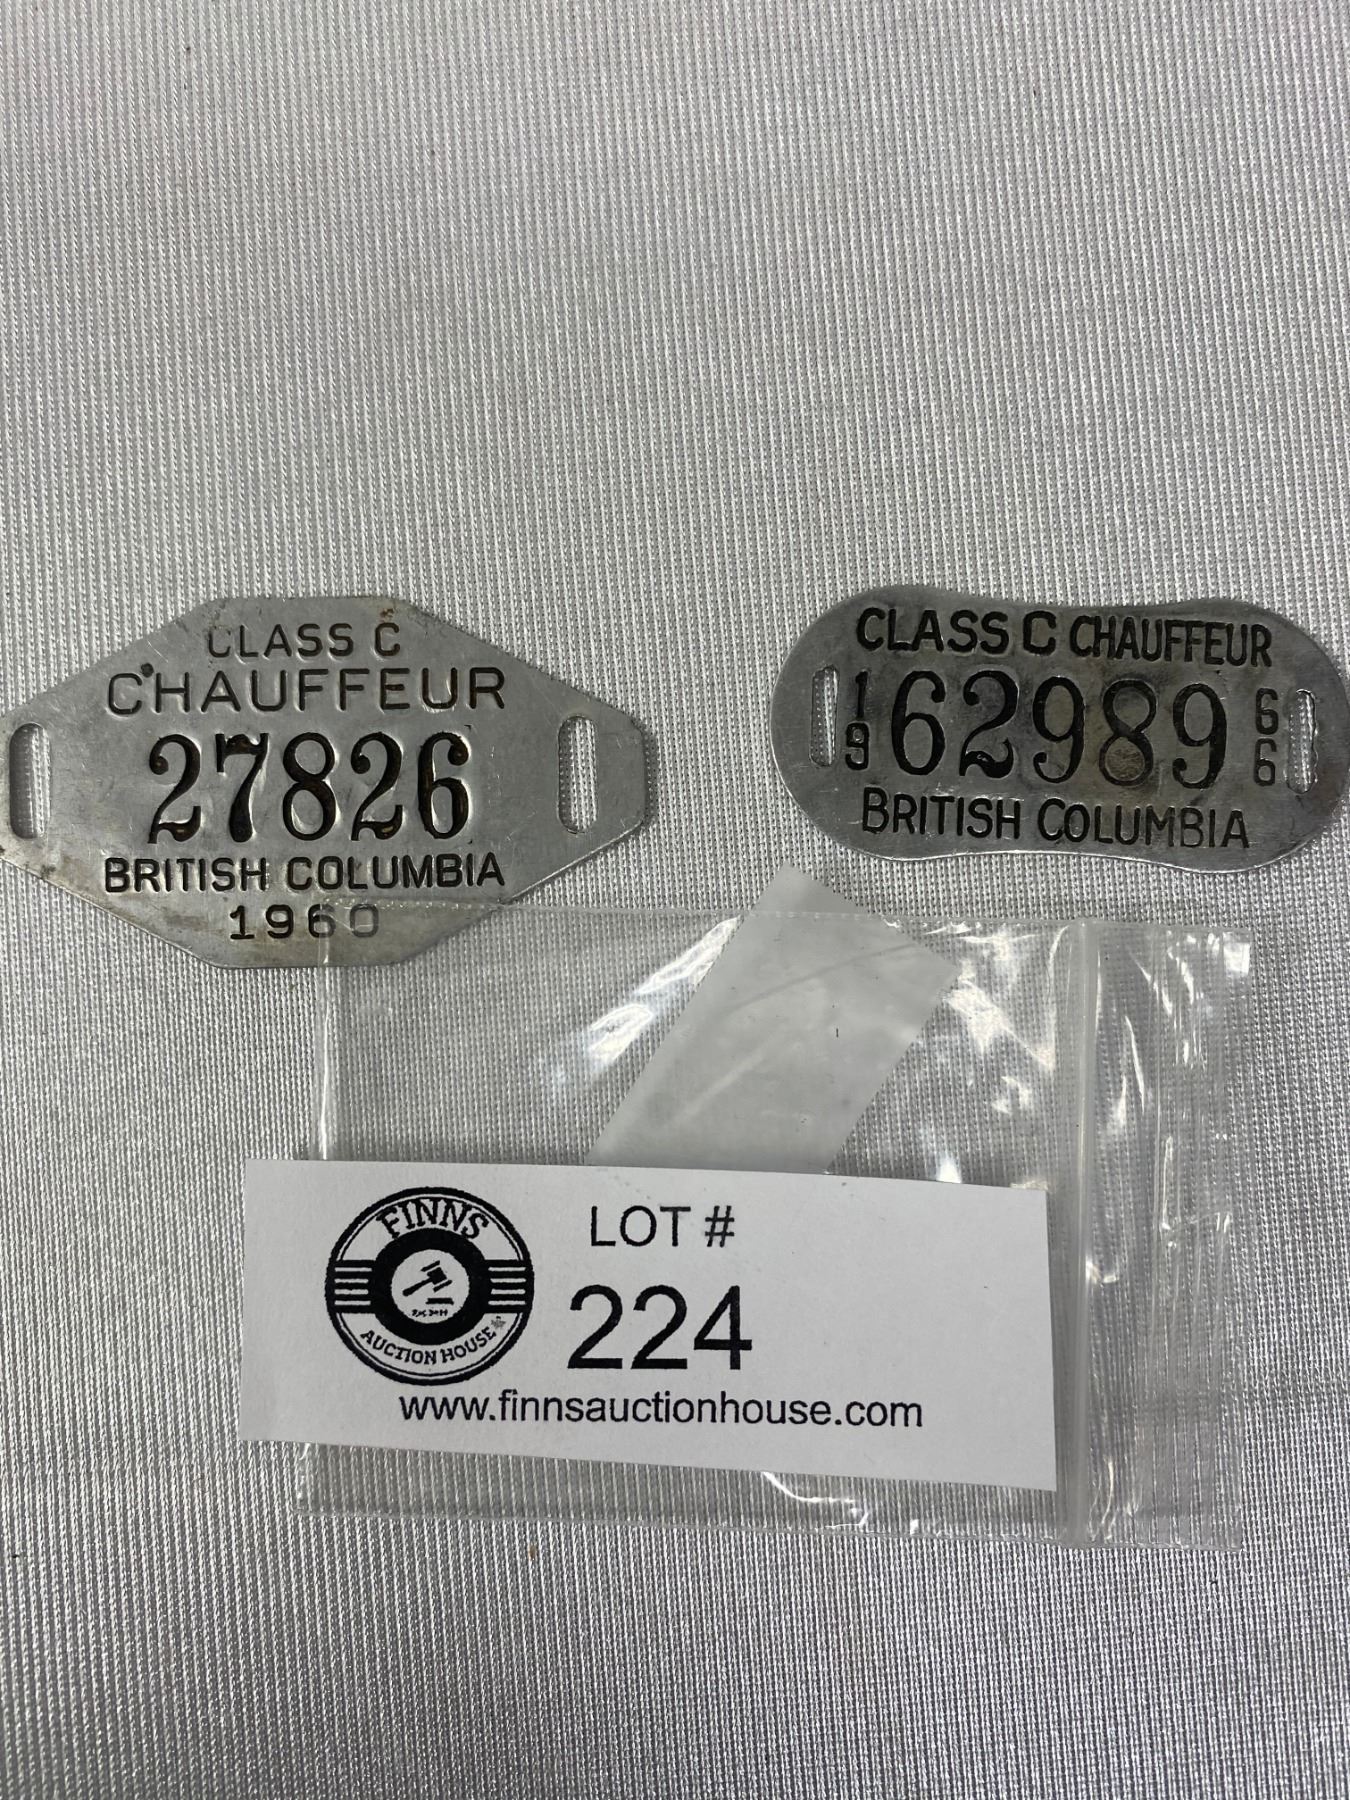 CLASS C
CHAUFFEUR
27826
BRITISH COLUMBIA
1960
CLASS C CHAUFFEUR
19 62989 66
BRITISH COLUMBIA
FINNS
AUCTION HOUSE
LOT #
224
www.finnsauctionhouse.com